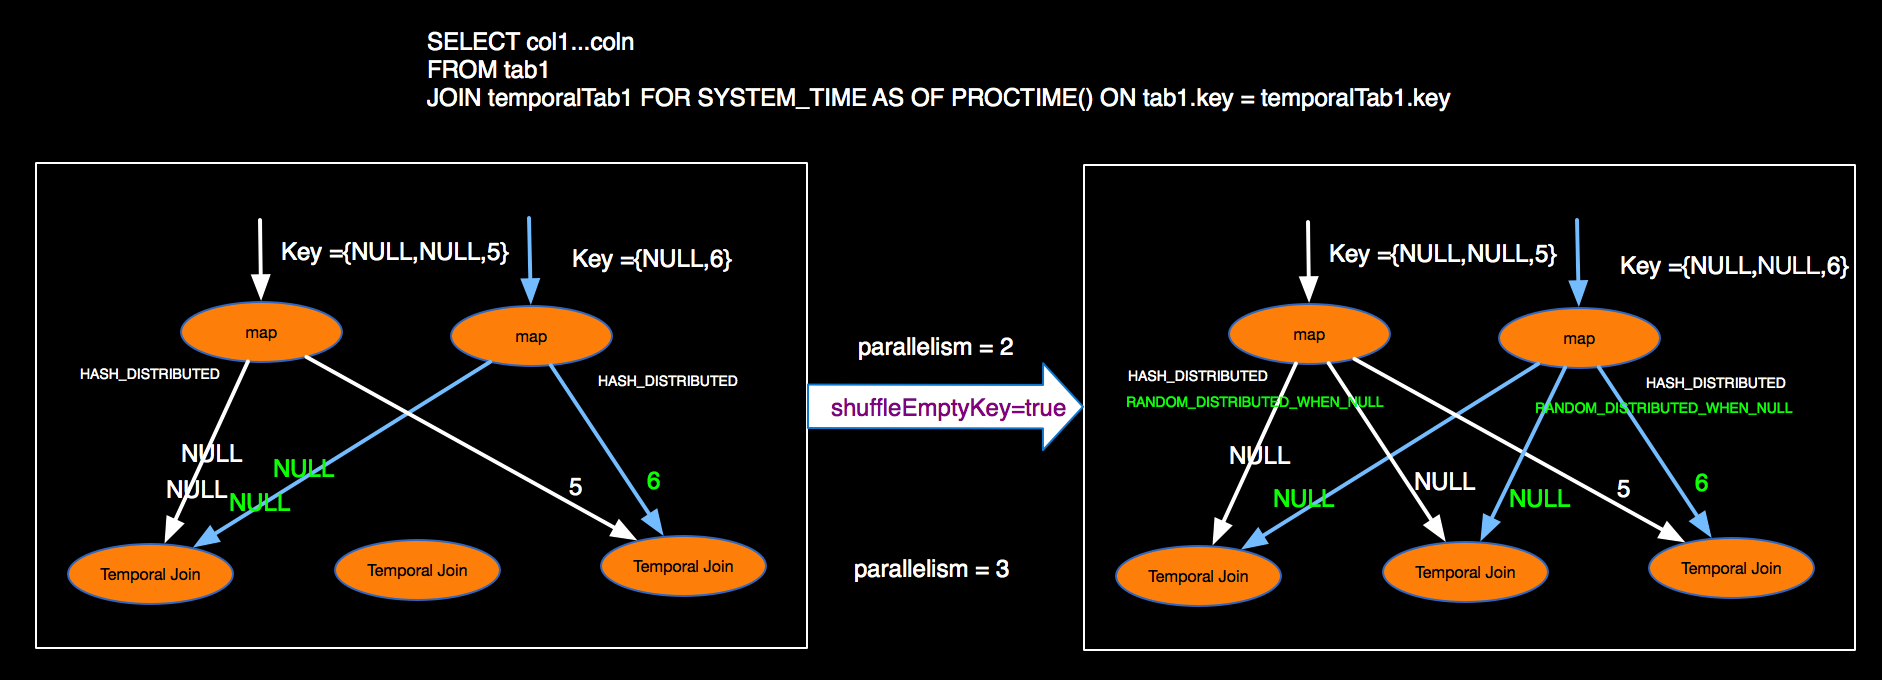 SELECT col1...coln
FROM tab1
JOIN temporalTab1 FOR SYSTEM_TIME AS OF PROCTIME() ON tab1.key = temporalTab1.key
Key ={NULL,NULL,5}
Key ={NULL,6}
map
map
HASH_DISTRIBUTED
HASH_DISTRIBUTED
NULL
NULL
NULL
NULL
5
6
Temporal Join
Temporal Join
Temporal Join
parallelism = 2
shuffleEmptyKey=true
parallelism = 3
Key ={NULL,NULL,5}
Key ={NULL,NULL,6}
map
map
HASH_DISTRIBUTED
RANDOM_DISTRIBUTED_WHEN_NULL
HASH_DISTRIBUTED
RANDOM_DISTRIBUTED_WHEN_NULL
NULL
NULL
NULL
NULL
5
6
Temporal Join
Temporal Join
Temporal Join